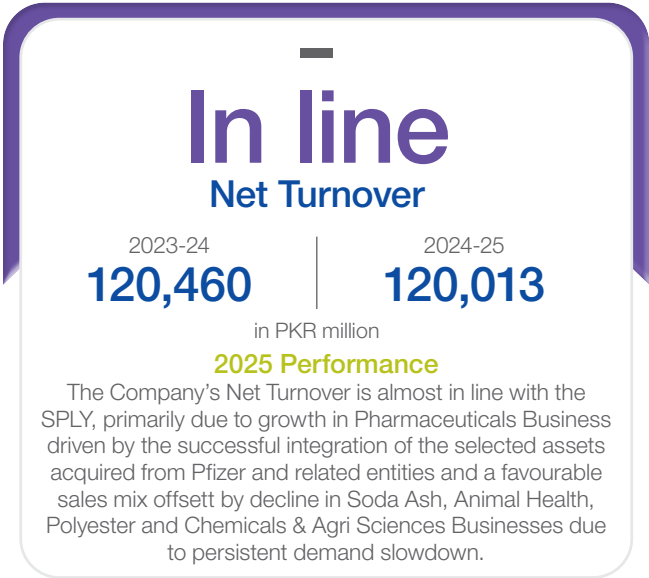 In line
Net Turnover
2023-24
120,460
2024-25
120,013
in PKR million
2025 Performance
The Company's Net Turnover is almost in line with the
SPLY, primarily due to growth in Pharmaceuticals Business
driven by the successful integration of the selected assets
acquired from Pfizer and related entities and a favourable
sales mix offsett by decline in Soda Ash, Animal Health,
Polyester and Chemicals & Agri Sciences Businesses due
to persistent demand slowdown.